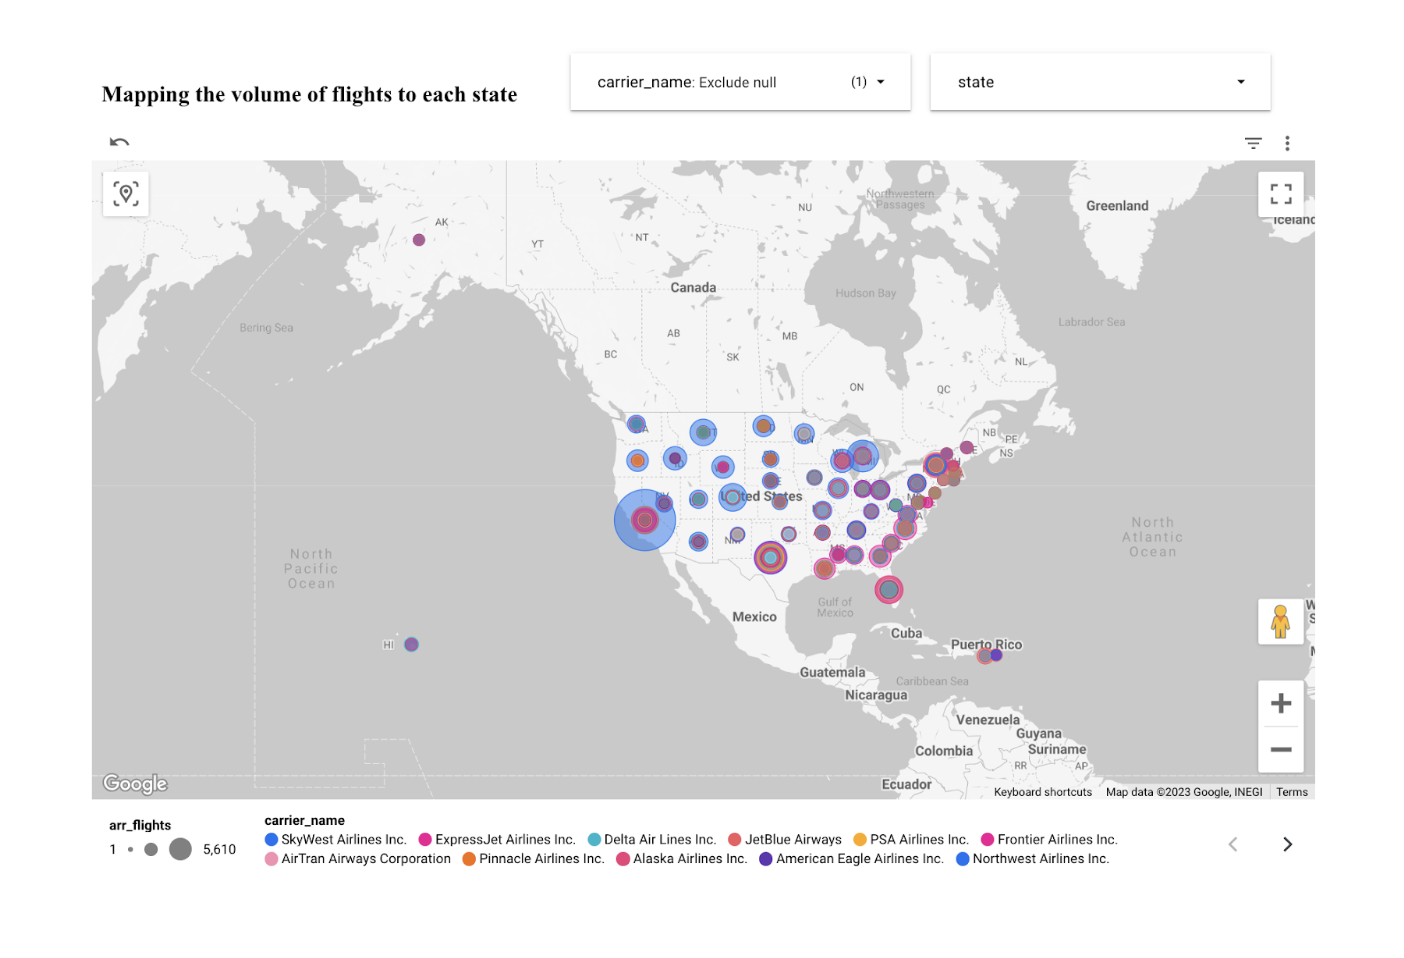 carrier_name: Exclude null (1)
state
Mapping the volume of flights to each state
Northwestern
Passages
Greenland
Iceland
NU
AK
NT
YT
Canada
Hudson Bay
Bering Sea
Labrador Sea
AB
MB
BC
SK
NL
ON
QC
NB
PE
NS
United States
North
Pacific
Ocean
North
Atlantic
Ocean
Gulf of
Mexico
Mexico
Cuba
HI
Puerto Rico
Guatemala
Caribbean Sea
Nicaragua
Venezuela
Guyana
Colombia
Suriname
RR
AP
Ecuador
Google
Keyboard shortcuts
Map data ©2023 Google, INEGI
Terms
arr_flights
1
5,610
carrier_name
SkyWest Airlines Inc. ExpressJet Airlines Inc. Delta Air Lines Inc. JetBlue Airways PSA Airlines Inc. Frontier Airlines Inc.
AirTran Airways Corporation Pinnacle Airlines Inc. Alaska Airlines Inc. American Eagle Airlines Inc. Northwest Airlines Inc.